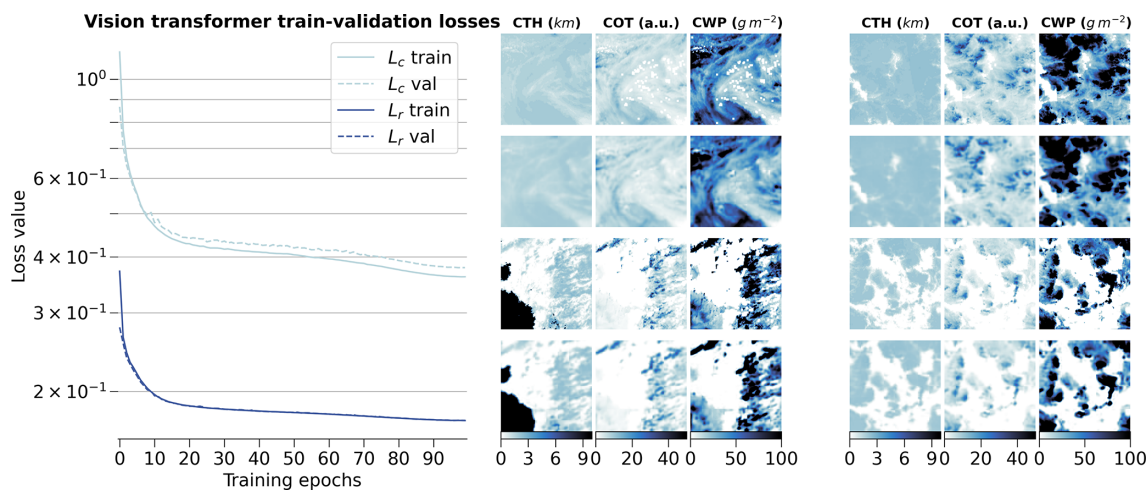 Vision transformer train-validation losses
Loss value
10⁰
6 × 10⁻¹
4 × 10⁻¹
3 × 10⁻¹
2 × 10⁻¹
L_c train
L_c val
L_r train
L_r val
0 10 20 30 40 50 60 70 80 90
Training epochs
CTH (km) COT (a.u.) CWP (g m⁻²)
0 3 6 9 0 20 40 0 50 100
CTH (km) COT (a.u.) CWP (g m⁻²)
0 3 6 9 0 20 40 0 50 100